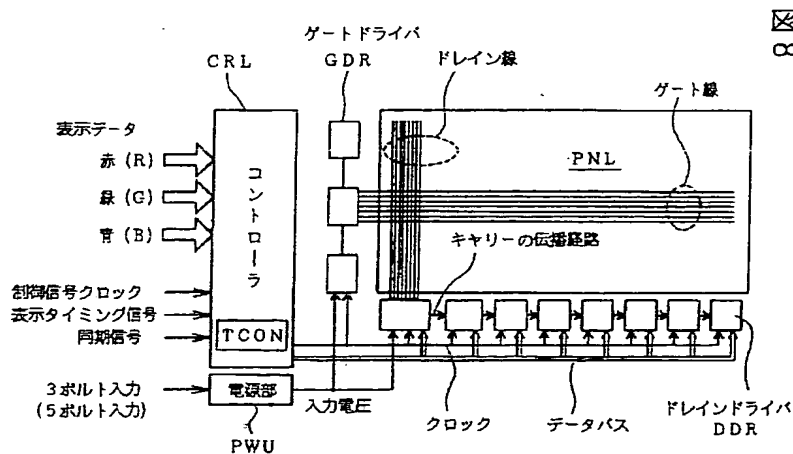 図
8
ゲートドライバ
GDR
CRL
ドレイン線
ゲート線
表示データ
赤 (R)
緑 (G)
青 (B)
コントローラ
PNL
キャリーの伝播経路
制御信号クロック
表示タイミング信号
同期信号
TCON
3ボルト入力
(5ボルト入力)
電源部
PWU
入力電圧
クロック
データバス
ドレインドライバ
DDR